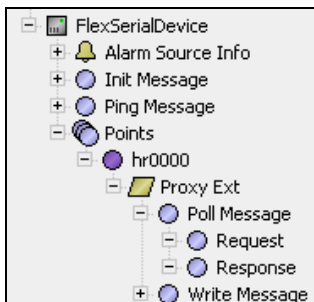 FlexSerialDevice
Alarm Source Info
Init Message
Ping Message
Points
hr0000
Proxy Ext
Poll Message
Request
Response
Write Message